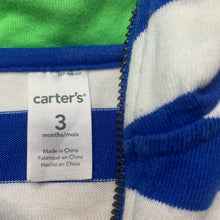 carter's®
3
months/mois
Made in China
Fabriqué en Chine
Hecho en China